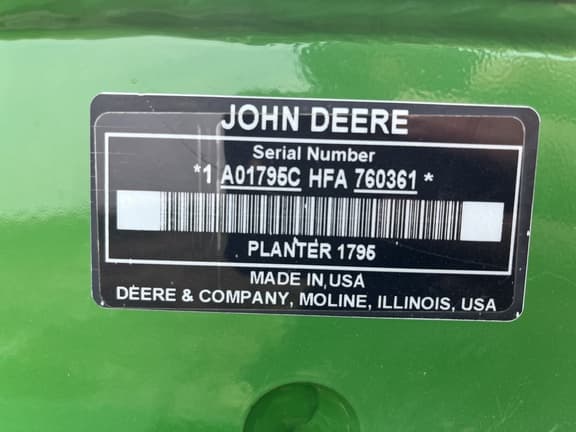 JOHN DEERE
Serial Number
*1 A01795C HFA 760361 *
PLANTER 1795
MADE IN USA
DEERE & COMPANY, MOLINE, ILLINOIS, USA